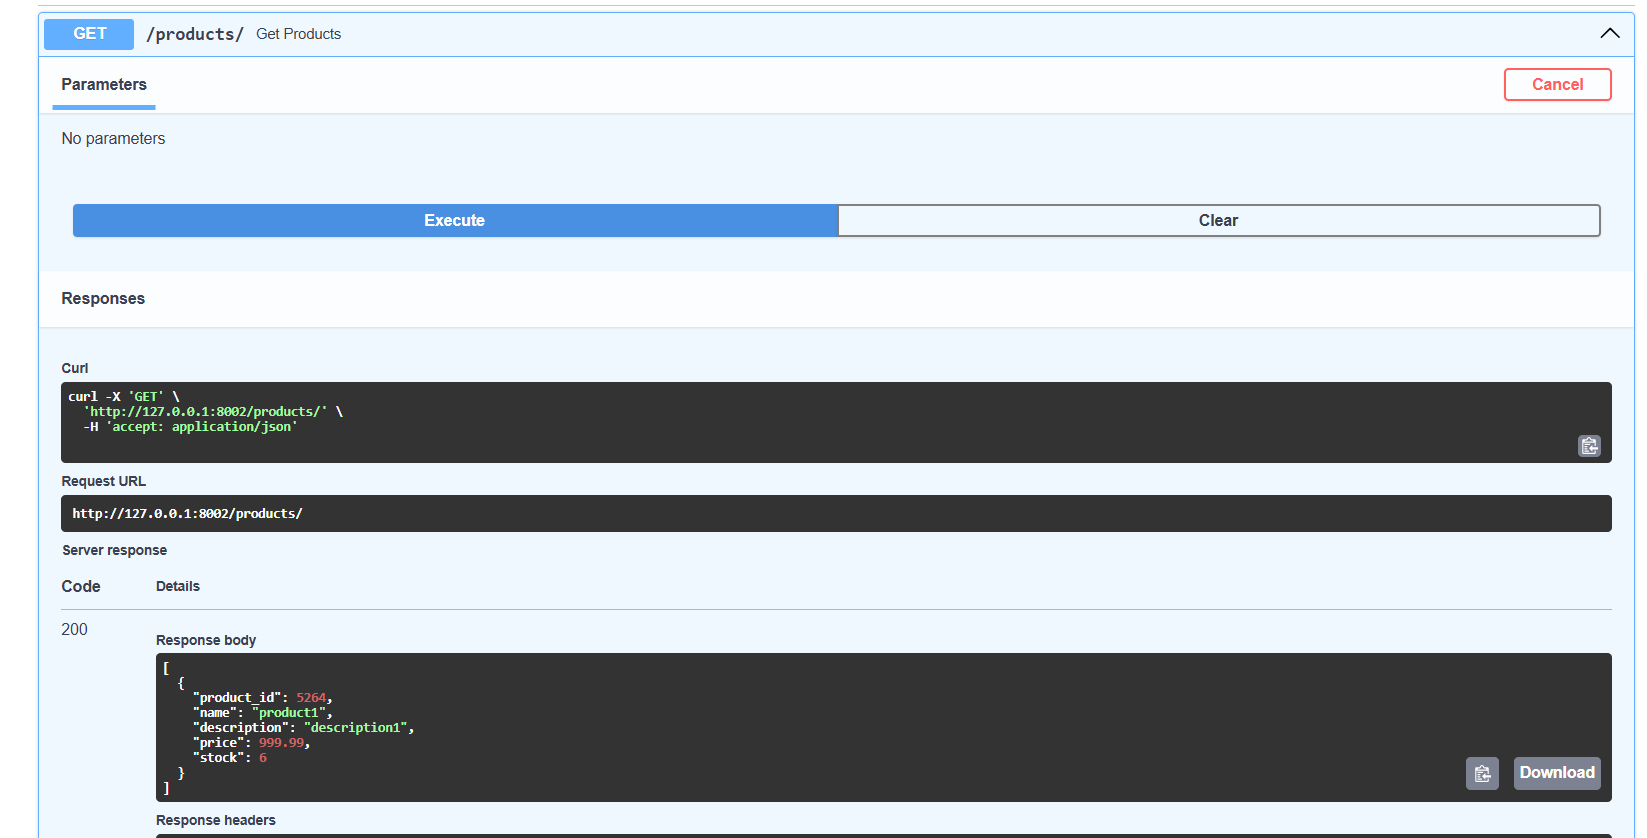 GET /products/ Get Products
Parameters
Cancel
No parameters
Execute
Clear
Responses
Curl
curl -X 'GET' \
  'http://127.0.0.1:8002/products/' \
  -H 'accept: application/json'
Request URL
http://127.0.0.1:8002/products/
Server response
Code Details
200
Response body
[
  {
    "product_id": 5264,
    "name": "product1",
    "description": "description1",
    "price": 999.99,
    "stock": 6
  }
]
Download
Response headers